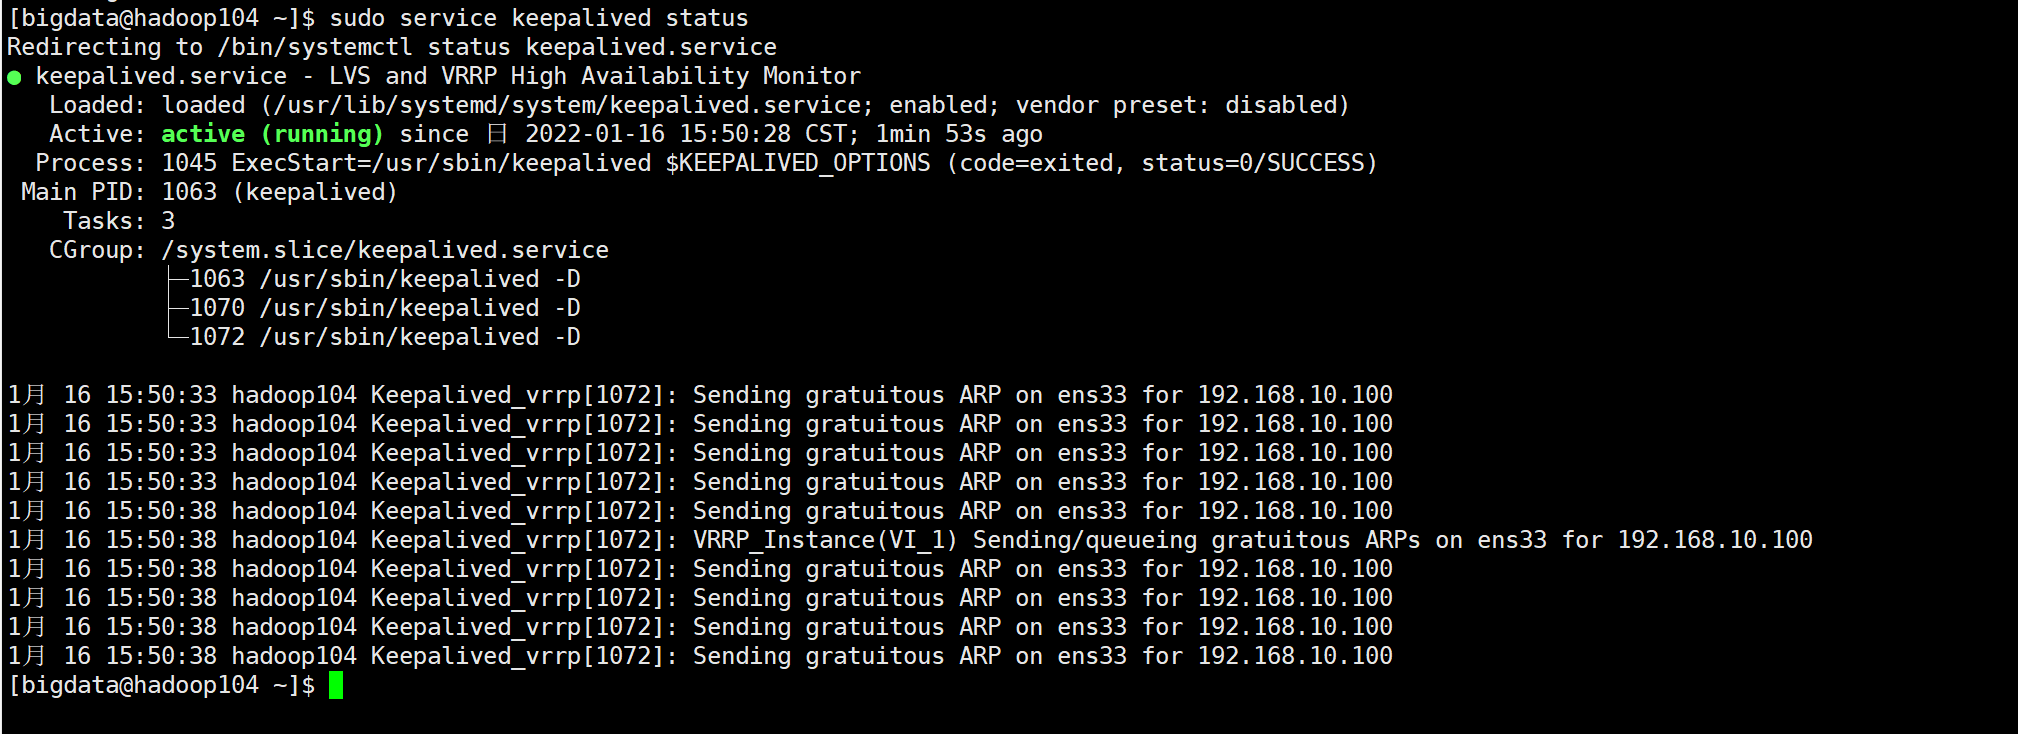 [bigdata@hadoop104 ~]$ sudo service keepalived status
Redirecting to /bin/systemctl status keepalived.service
● keepalived.service - LVS and VRRP High Availability Monitor
   Loaded: loaded (/usr/lib/systemd/system/keepalived.service; enabled; vendor preset: disabled)
   Active: active (running) since 日 2022-01-16 15:50:28 CST; 1min 53s ago
  Process: 1045 ExecStart=/usr/sbin/keepalived $KEEPALIVED_OPTIONS (code=exited, status=0/SUCCESS)
 Main PID: 1063 (keepalived)
    Tasks: 3
   CGroup: /system.slice/keepalived.service
           ├─1063 /usr/sbin/keepalived -D
           ├─1070 /usr/sbin/keepalived -D
           └─1072 /usr/sbin/keepalived -D
1月 16 15:50:33 hadoop104 Keepalived_vrrp[1072]: Sending gratuitous ARP on ens33 for 192.168.10.100
1月 16 15:50:33 hadoop104 Keepalived_vrrp[1072]: Sending gratuitous ARP on ens33 for 192.168.10.100
1月 16 15:50:33 hadoop104 Keepalived_vrrp[1072]: Sending gratuitous ARP on ens33 for 192.168.10.100
1月 16 15:50:33 hadoop104 Keepalived_vrrp[1072]: Sending gratuitous ARP on ens33 for 192.168.10.100
1月 16 15:50:38 hadoop104 Keepalived_vrrp[1072]: Sending gratuitous ARP on ens33 for 192.168.10.100
1月 16 15:50:38 hadoop104 Keepalived_vrrp[1072]: VRRP_Instance(VI_1) Sending/queueing gratuitous ARPs on ens33 for 192.168.10.100
1月 16 15:50:38 hadoop104 Keepalived_vrrp[1072]: Sending gratuitous ARP on ens33 for 192.168.10.100
1月 16 15:50:38 hadoop104 Keepalived_vrrp[1072]: Sending gratuitous ARP on ens33 for 192.168.10.100
1月 16 15:50:38 hadoop104 Keepalived_vrrp[1072]: Sending gratuitous ARP on ens33 for 192.168.10.100
1月 16 15:50:38 hadoop104 Keepalived_vrrp[1072]: Sending gratuitous ARP on ens33 for 192.168.10.100
[bigdata@hadoop104 ~]$